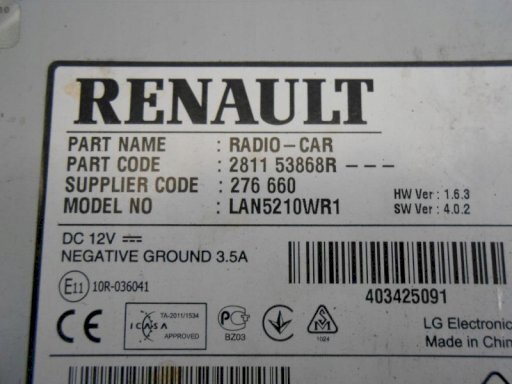 RENAULT
PART NAME : RADIO-CAR
PART CODE : 2811 53868R - - -
SUPPLIER CODE : 276 660
MODEL NO : LAN5210WR1
HW Ver : 1.6.3
SW Ver : 4.0.2
DC 12V
NEGATIVE GROUND 3.5A
E11 10R-036041
403425091
CE
TA-2011/1534
ICASA
APPROVED
BZ03
SM
1024
LG Electronic
Made in Chin